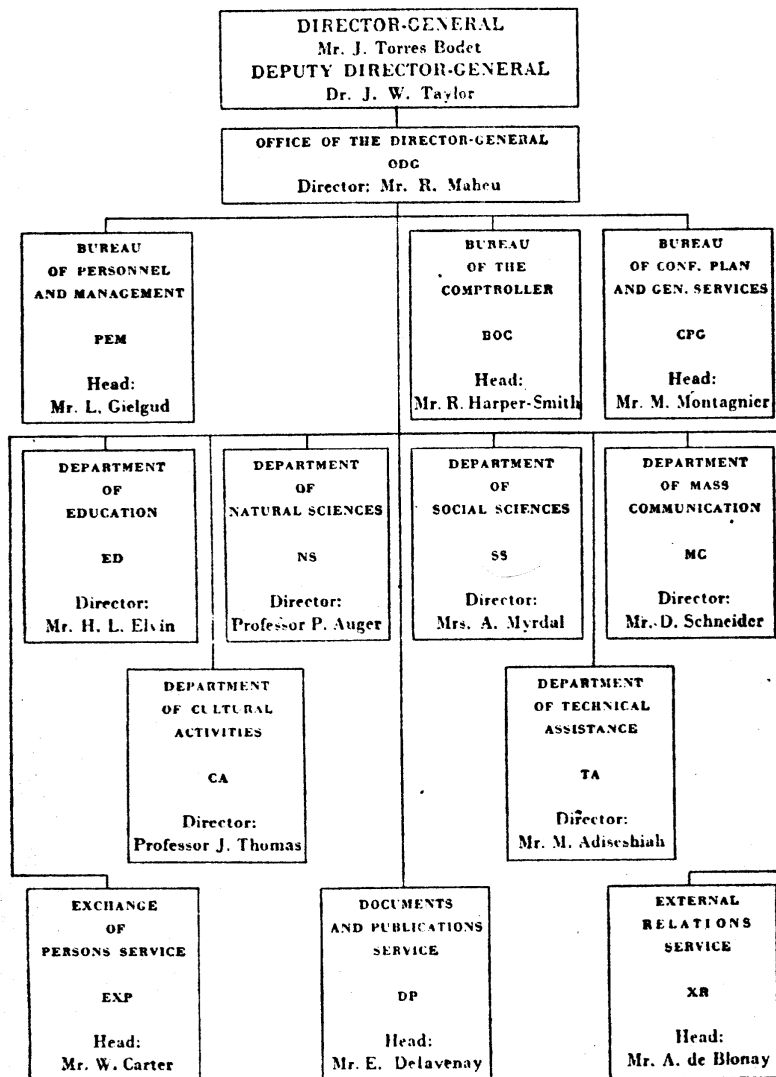 DIRECTOR-GENERAL
Mr. J. Torres Bodet
DEPUTY DIRECTOR-GENERAL
Dr. J. W. Taylor
OFFICE OF THE DIRECTOR-GENERAL
ODG
Director: Mr. R. Maheu
BUREAU
OF PERSONNEL
AND MANAGEMENT
PEM
Head:
Mr. L. Gielgud
BUREAU
OF THE
COMPTROLLER
BOC
Head:
Mr. R. Harper-Smith
BUREAU
OF CONF. PLAN
AND GEN. SERVICES
CPG
Head:
Mr. M. Montagnier
DEPARTMENT
OF
EDUCATION
ED
Director:
Mr. H. L. Elvin
DEPARTMENT
OF
NATURAL SCIENCES
NS
Director:
Professor P. Auger
DEPARTMENT
OF
SOCIAL SCIENCES
SS
Director:
Mrs. A. Myrdal
DEPARTMENT
OF MASS
COMMUNICATION
MC
Director:
Mr. D. Schneider
DEPARTMENT
OF CULTURAL
ACTIVITIES
CA
Director:
Professor J. Thomas
DEPARTMENT
OF TECHNICAL
ASSISTANCE
TA
Director:
Mr. M. Adiseshiah
EXCHANGE
OF
PERSONS SERVICE
EXP
Head:
Mr. W. Carter
DOCUMENTS
AND PUBLICATIONS
SERVICE
DP
Head:
Mr. E. Delavenay
EXTERNAL
RELATIONS
SERVICE
XR
Head:
Mr. A. de Blonay